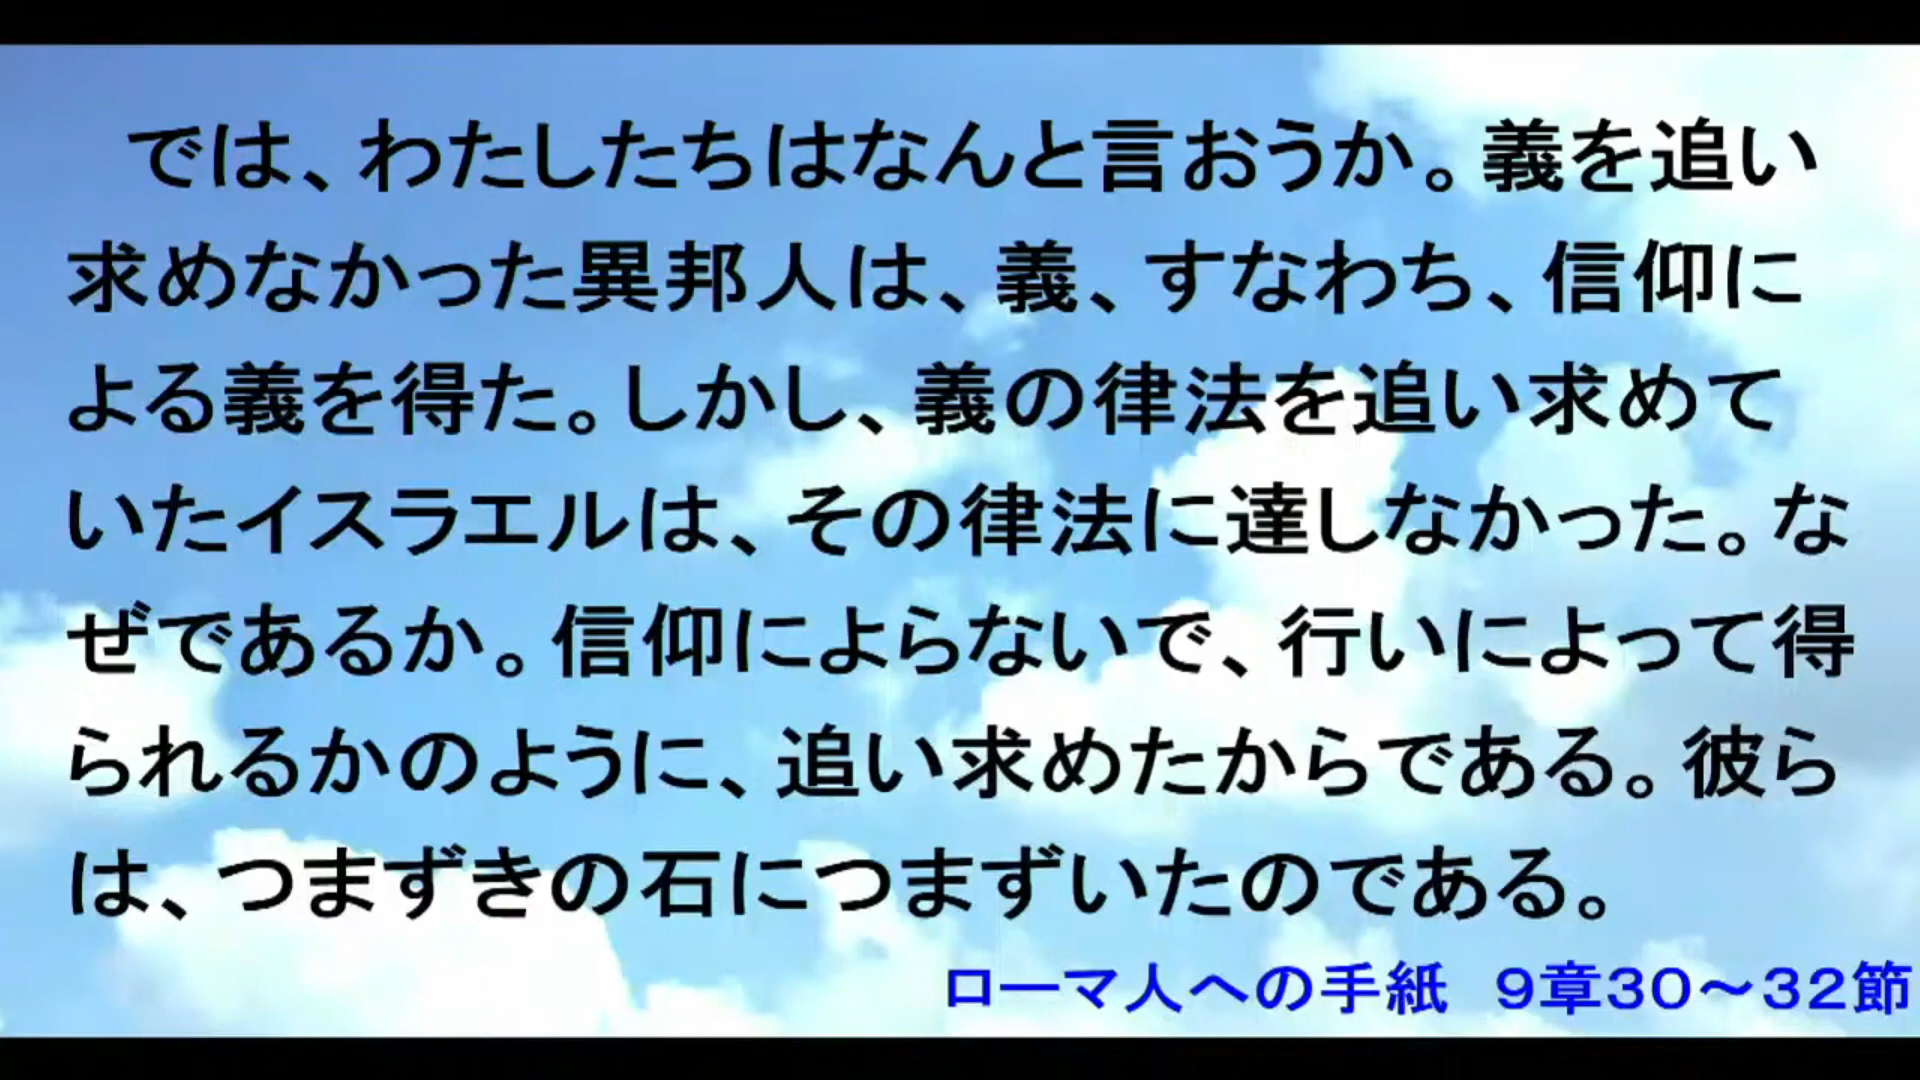 では、わたしたちはなんと言おうか。義を追い
求めなかった異邦人は、義、すなわち、信仰に
よる義を得た。しかし、義の律法を追い求めて
いたイスラエルは、その律法に達しなかった。な
ぜであるか。信仰によらないで、行いによって得
られるかのように、追い求めたからである。彼ら
は、つまずきの石につまずいたのである。
ローマ人への手紙　９章３０～３２節